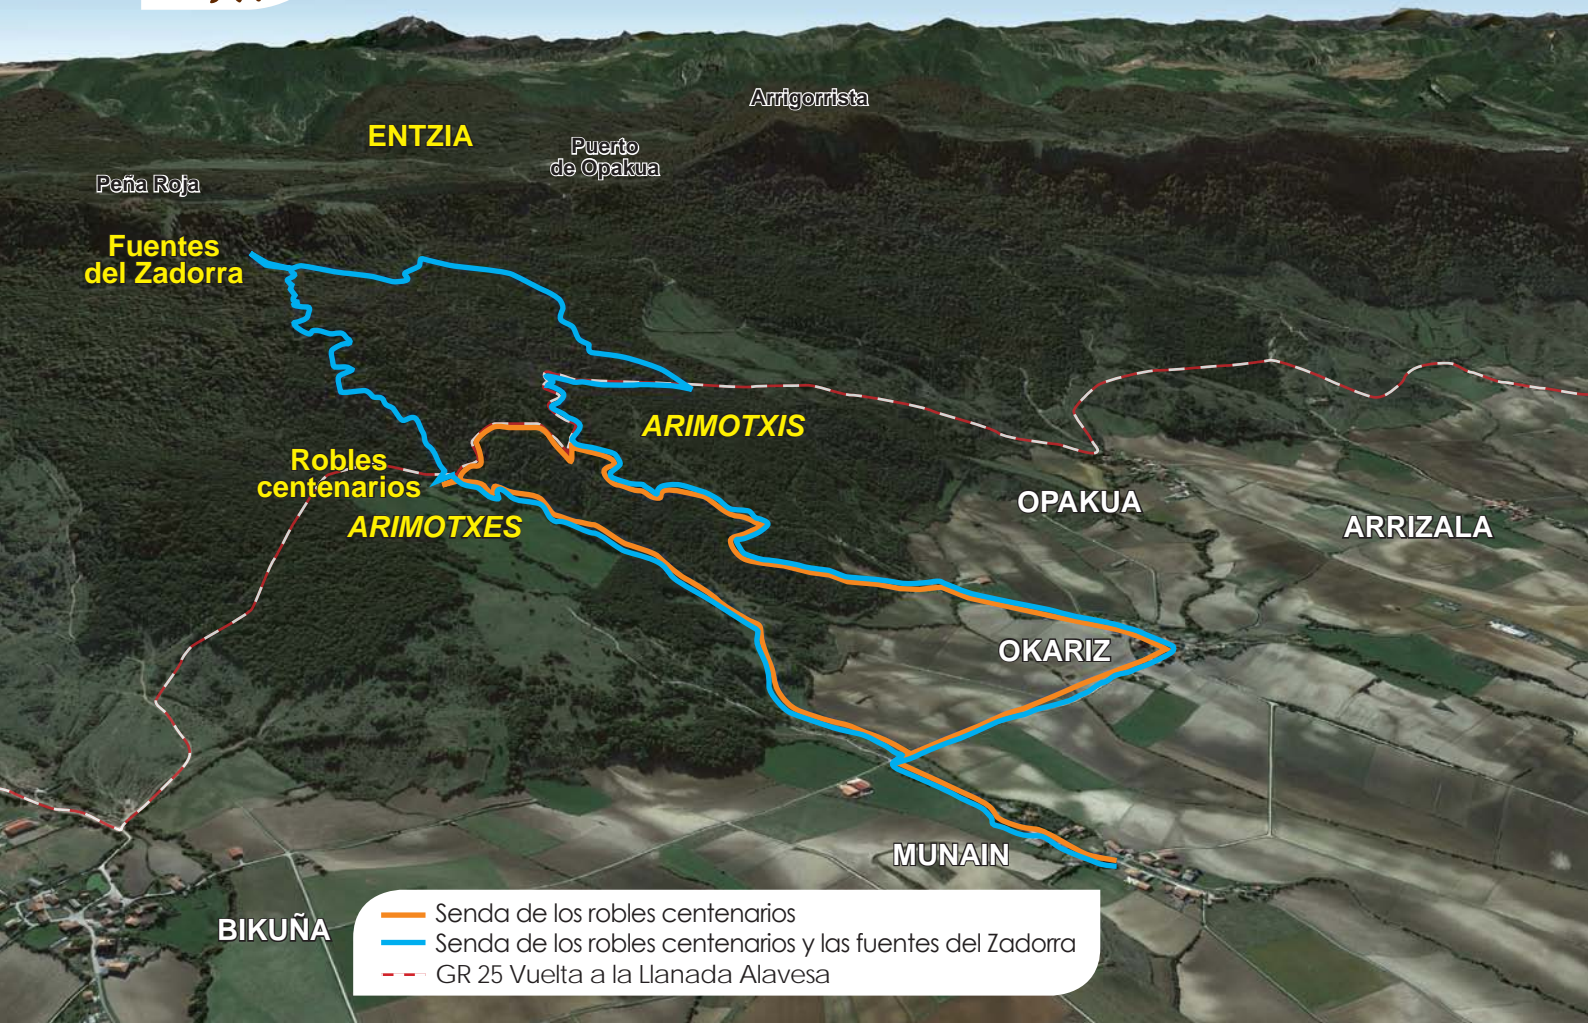 Arrigorrista
ENTZIA
Puerto
de Opakua
Peña Roja
Fuentes
del Zadorra
ARIMOTXIS
Robles
centenarios
OPAKUA
ARRIZALA
ARIMOTXES
OKARIZ
MUNAIN
BIKUÑA
Senda de los robles centenarios
Senda de los robles centenarios y las fuentes del Zadorra
GR 25 Vuelta a la Llanada Alavesa